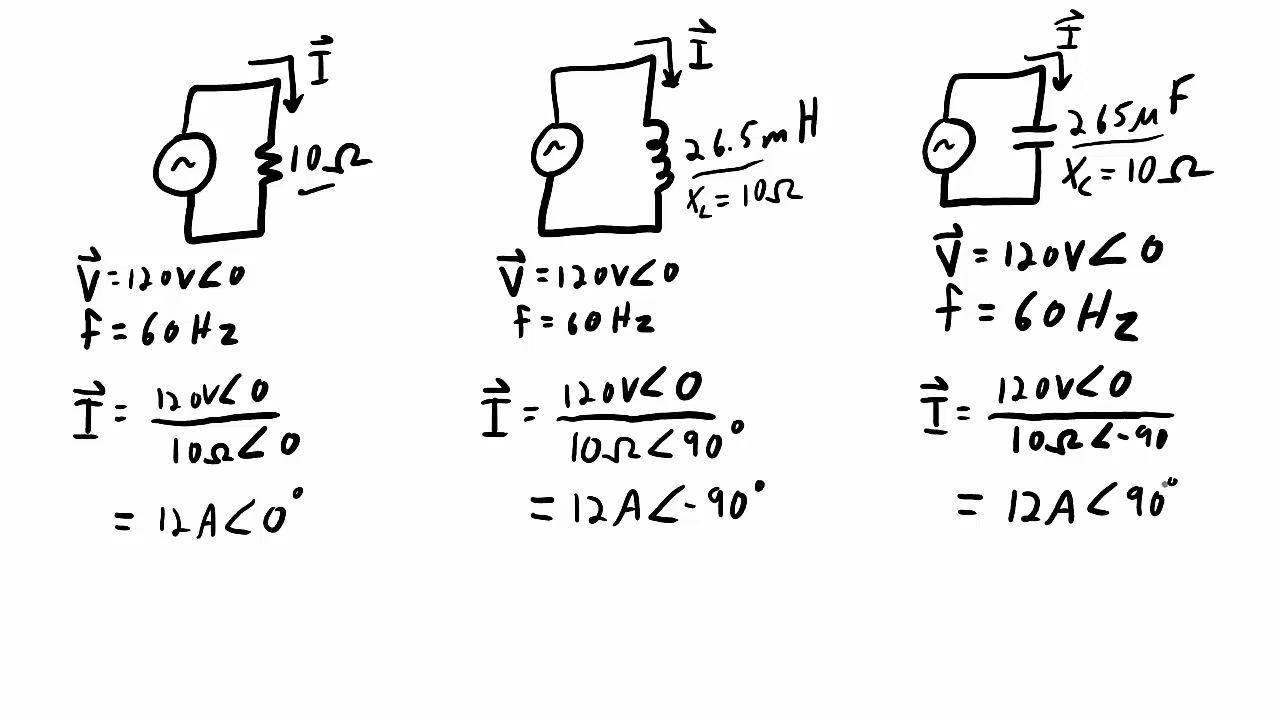 I⃗
10Ω
V⃗ = 120V∠0
f = 60Hz
I⃗ = 120V∠0
10Ω∠0
= 12A∠0°
I⃗
26.5mH
X_L = 10Ω
V⃗ = 120V∠0
f = 60Hz
I⃗ = 120V∠0
10Ω∠90°
= 12A∠-90°
I⃗
265μF
X_C = 10Ω
V⃗ = 120V∠0
f = 60Hz
I⃗ = 120V∠0
10Ω∠-90
= 12A∠90°